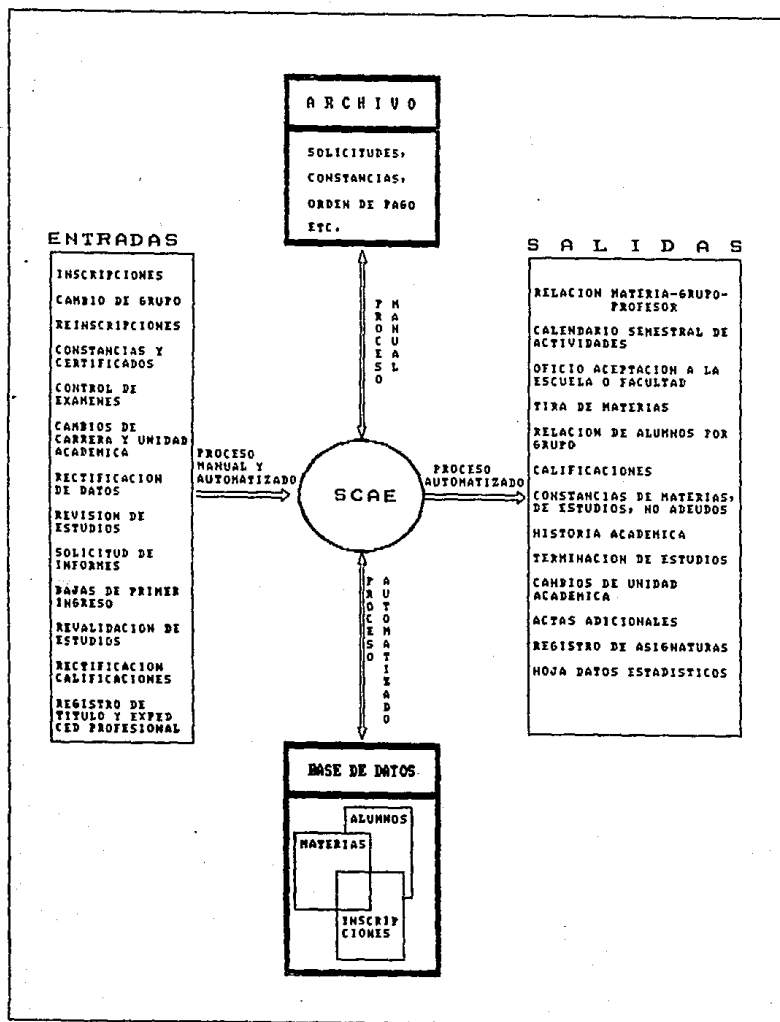 A R C H I V O
SOLICITUDES,
CONSTANCIAS,
ORDEN DE PAGO
ETC.
ENTRADAS
INSCRIPCIONES
CAMBIO DE GRUPO
REINSCRIPCIONES
CONSTANCIAS Y
CERTIFICADOS
CONTROL DE
EXAMENES
CAMBIOS DE
CARRERA Y UNIDAD
ACADEMICA
RECTIFICACION
DE DATOS
REVISION DE
ESTUDIOS
SOLICITUD DE
INFORMES
BAJAS DE PRIMER
INGRESO
REVALIDACION DE
ESTUDIOS
RECTIFICACION
CALIFICACIONES
REGISTRO DE
TITULO Y EXPED
CED PROFESIONAL
PROCESO
MANUAL
PROCESO
MANUAL Y
AUTOMATIZADO
SCAE
PROCESO
AUTOMATIZADO
PROCESO
AUTOMATIZADO
S A L I D A S
RELACION MATERIA-GRUPO-
PROFESOR
CALENDARIO SEMESTRAL DE
ACTIVIDADES
OFICIO ACEPTACION A LA
ESCUELA O FACULTAD
TIRA DE MATERIAS
RELACION DE ALUMNOS POR
GRUPO
CALIFICACIONES
CONSTANCIAS DE MATERIAS,
DE ESTUDIOS, NO ADEUDOS
HISTORIA ACADEMICA
TERMINACION DE ESTUDIOS
CAMBIOS DE UNIDAD
ACADEMICA
ACTAS ADICIONALES
REGISTRO DE ASIGNATURAS
HOJA DATOS ESTADISTICOS
BASE DE DATOS
ALUMNOS
MATERIAS
INSCRIP
CIONES